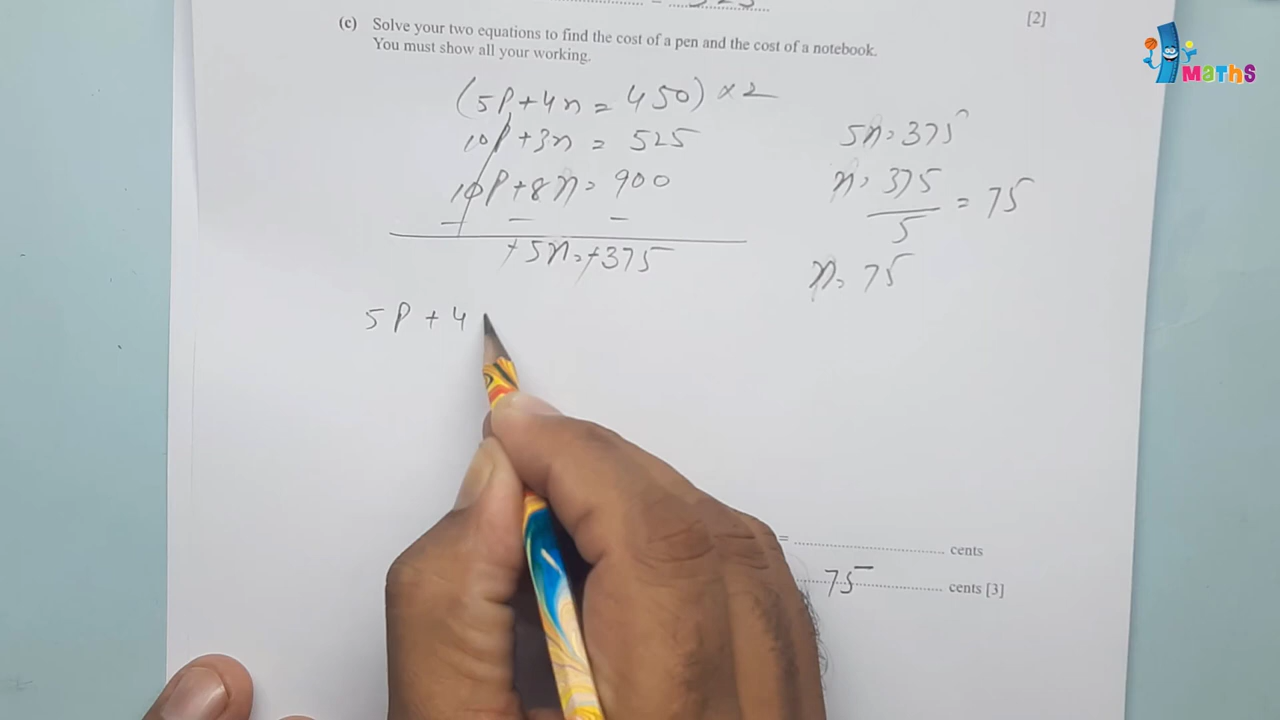 = 525
[2]
(c) Solve your two equations to find the cost of a pen and the cost of a notebook.
You must show all your working.
(5P + 4n = 450) × 2
10P + 3n = 525
10P + 8n = 900
− − −
+5n = +375
5n = 375
n = 375/5 = 75
n = 75
5P + 4
= .......... cents
75 cents [3]
Maths